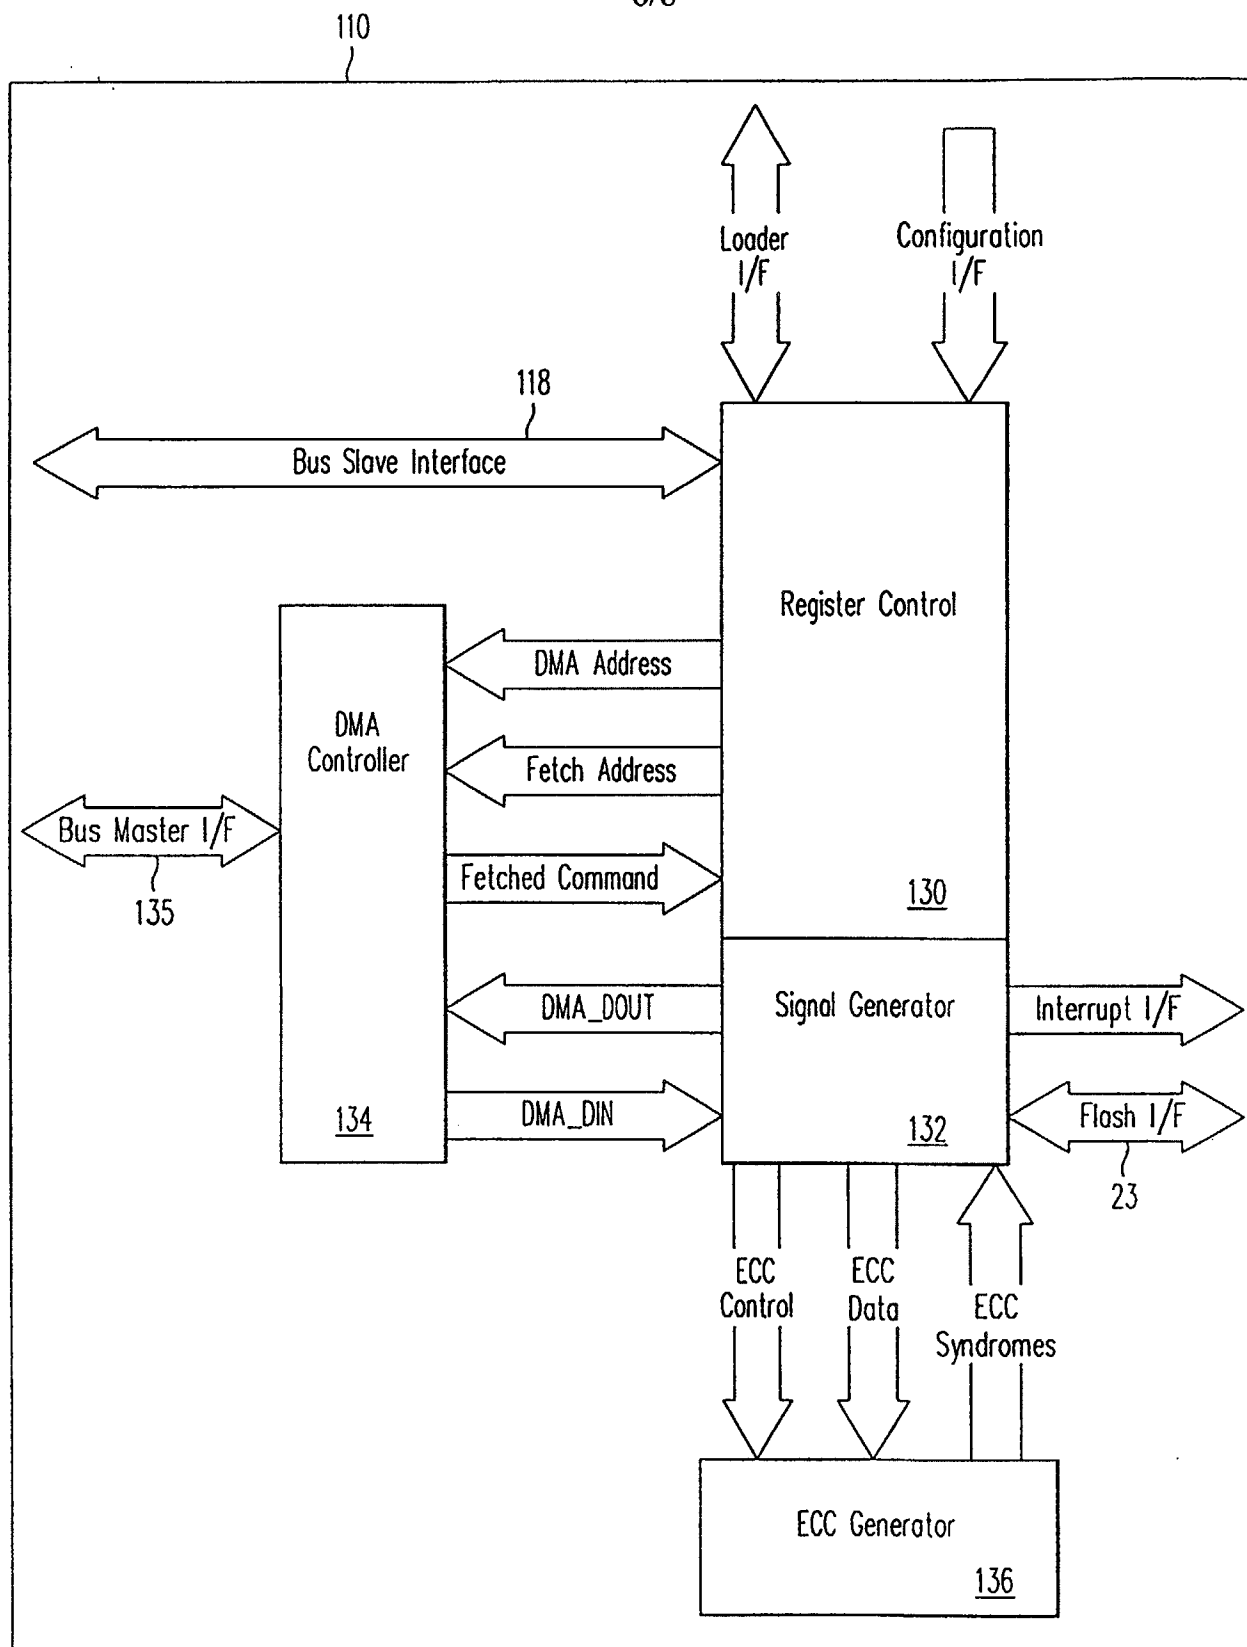 110
Loader
I/F
Configuration
I/F
118
Bus Slave Interface
Register Control
DMA Address
DMA
Controller
Fetch Address
Bus Master I/F
135
Fetched Command
130
DMA_DOUT
Signal Generator
Interrupt I/F
134
DMA_DIN
132
Flash I/F
23
ECC
Control
ECC
Data
ECC
Syndromes
ECC Generator
136